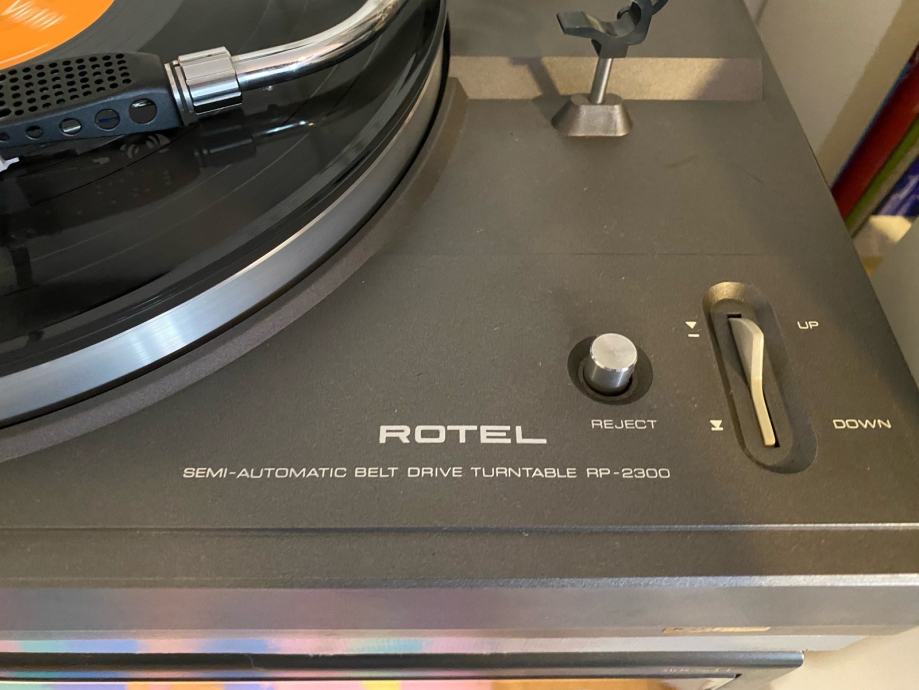 UP
REJECT
DOWN
ROTEL
SEMI-AUTOMATIC BELT DRIVE TURNTABLE RP-2300